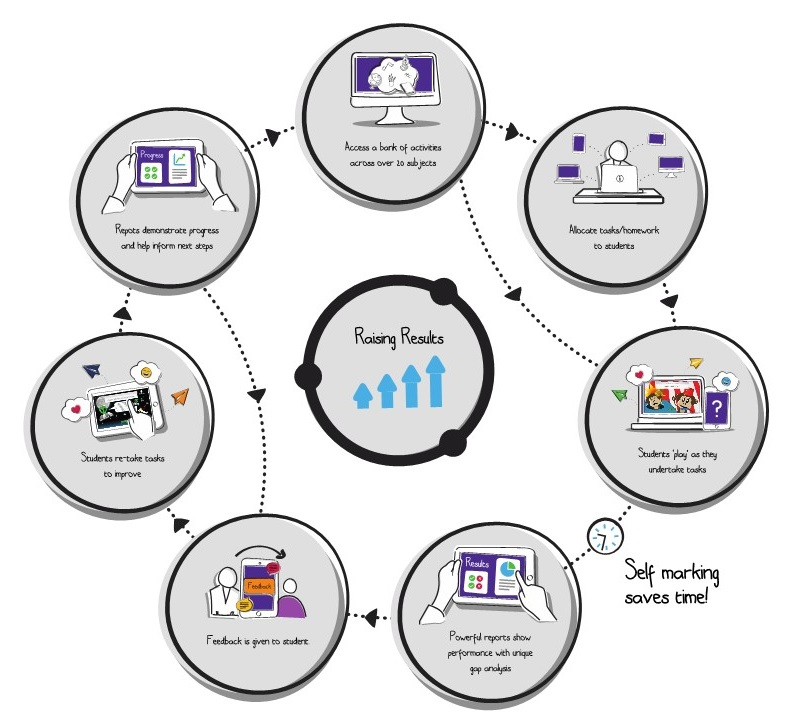 Access a bank of activities
across over 20 subjects
Allocate tasks/homework
to students
Students 'play' as they
undertake tasks
?
Self marking
saves time!
Results
Powerful reports show
performance with unique
gap analysis
Feedback
Feedback is given to student
Students re-take tasks
to improve
Progress
Repots demonstrate progress
and help inform next steps
Raising Results